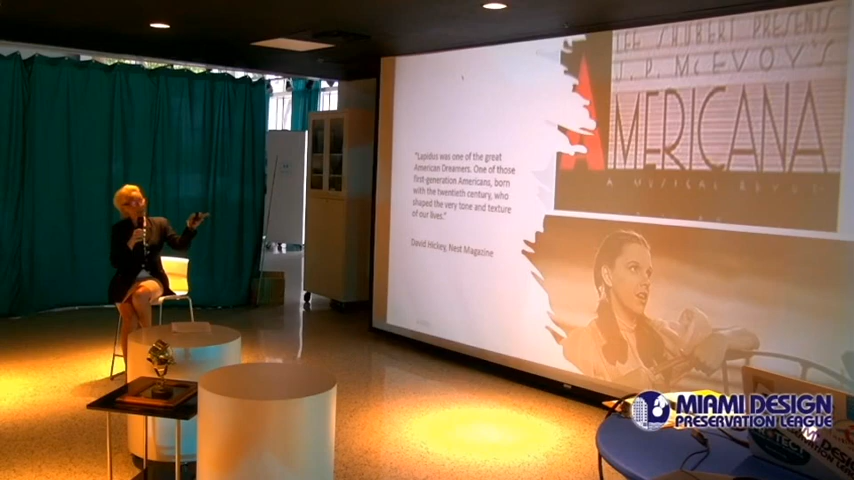 LEE SHUBERT PRESENTS
J.P. McEVOY'S
AMERICANA
A MUSICAL REVUE
"Lapidus was one of the great
American Dreamers. One of those
first-generation Americans, born
with the twentieth century, who
shaped the very tone and texture
of our lives."
David Hickey, Nest Magazine
MIAMI DESIGN
PRESERVATION LEAGUE